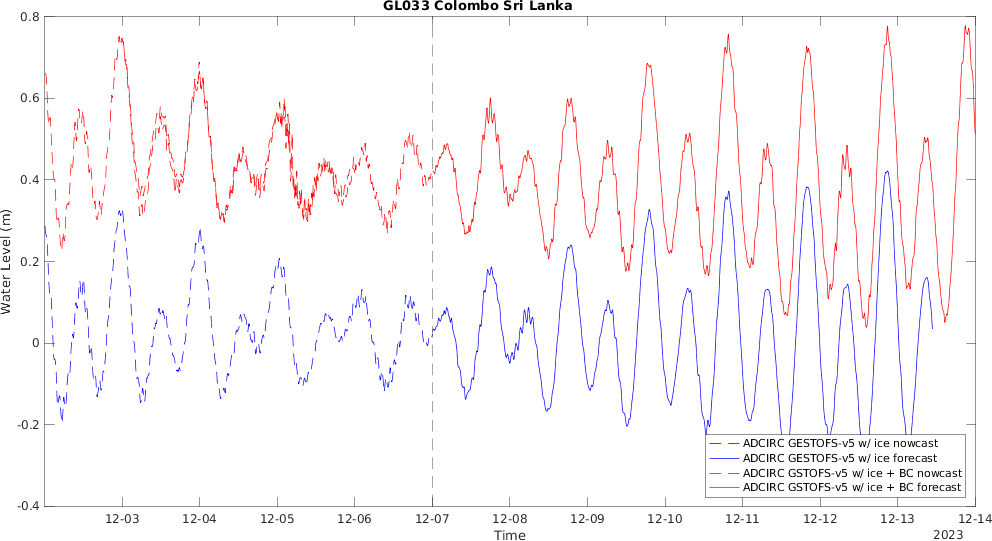 GL033 Colombo Sri Lanka
Water Level (m)
0.8
0.6
0.4
0.2
0
-0.2
-0.4
ADCIRC GESTOFS-v5 w/ ice nowcast
ADCIRC GESTOFS-v5 w/ ice forecast
ADCIRC GSTOFS-v5 w/ ice + BC nowcast
ADCIRC GSTOFS-v5 w/ ice + BC forecast
12-03 12-04 12-05 12-06 12-07 12-08 12-09 12-10 12-11 12-12 12-13 12-14
Time
2023